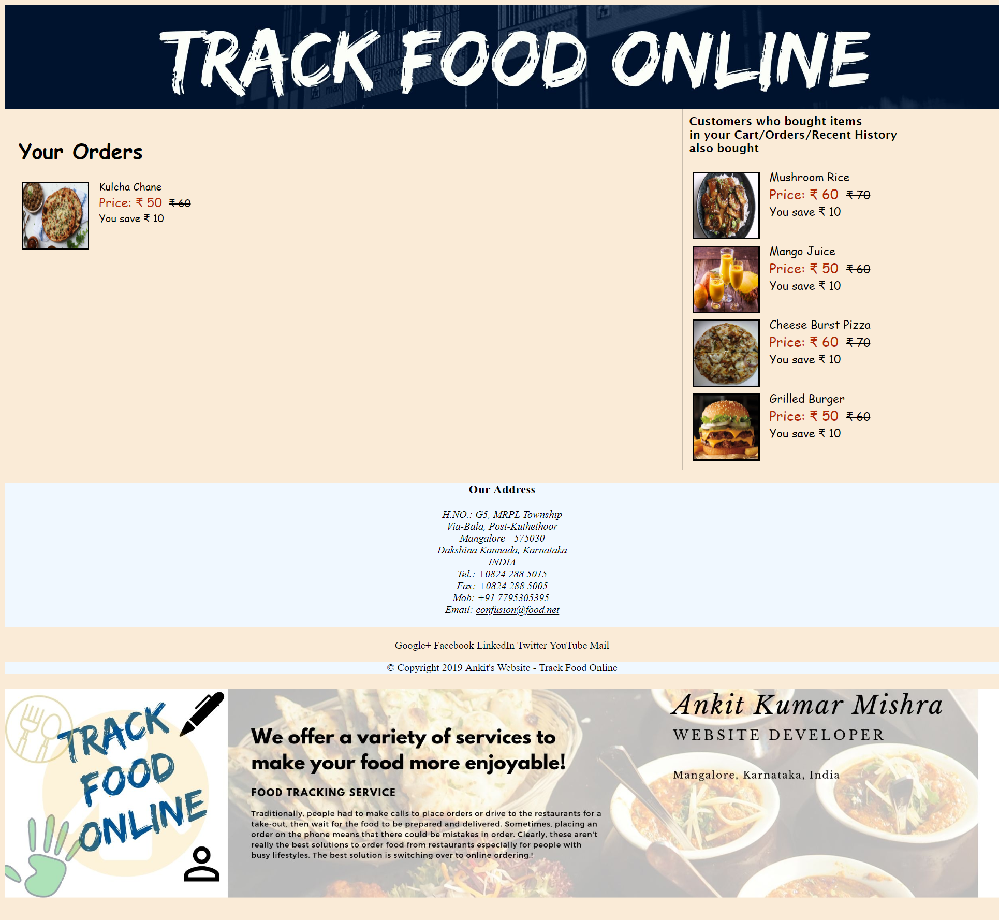 TRACK FOOD ONLINE
Your Orders
Kulcha Chane
Price: ₹ 50 ₹ 60
You save ₹ 10
Customers who bought items
in your Cart/Orders/Recent History
also bought
Mushroom Rice
Price: ₹ 60 ₹ 70
You save ₹ 10
Mango Juice
Price: ₹ 50 ₹ 60
You save ₹ 10
Cheese Burst Pizza
Price: ₹ 60 ₹ 70
You save ₹ 10
Grilled Burger
Price: ₹ 50 ₹ 60
You save ₹ 10
Our Address
H.NO.: G5, MRPL Township
Via-Bala, Post-Kuthethoor
Mangalore - 575030
Dakshina Kannada, Karnataka
INDIA
Tel.: +0824 288 5015
Fax: +0824 288 5005
Mob: +91 7795305395
Email: confusion@food.net
Google+ Facebook LinkedIn Twitter YouTube Mail
© Copyright 2019 Ankit's Website - Track Food Online
TRACK
FOOD
ONLINE
We offer a variety of services to
make your food more enjoyable!
FOOD TRACKING SERVICE
Traditionally, people had to make calls to place orders or drive to the restaurants for a
take-out, then wait for the food to be prepared and delivered. Sometimes, placing an
order on the phone means that there could be mistakes in order. Clearly, these aren't
really the best solutions to order food from restaurants especially for people with
busy lifestyles. The best solution is switching over to online ordering.!
Ankit Kumar Mishra
WEBSITE DEVELOPER
Mangalore, Karnataka, India